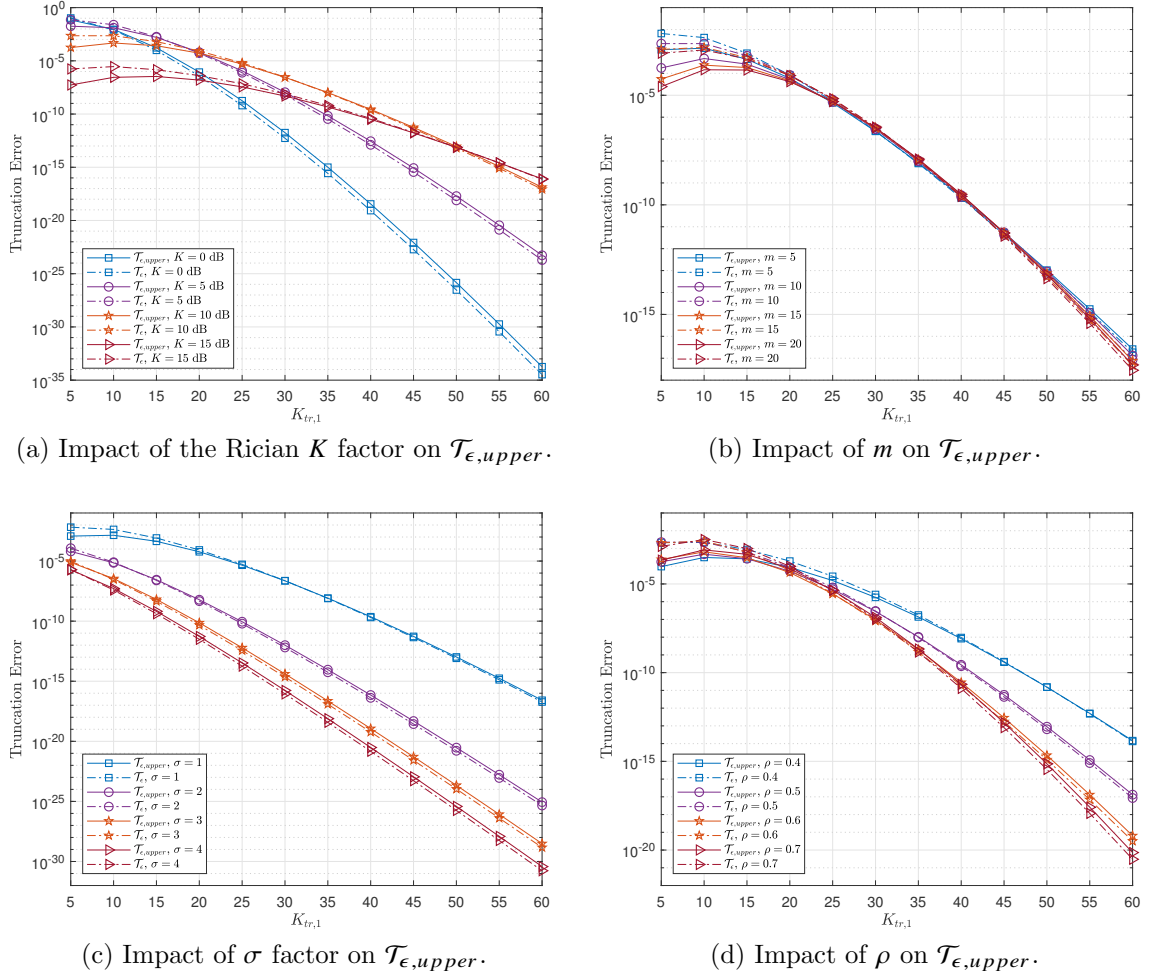 10^0
10^-5
10^-10
10^-15
10^-20
10^-25
10^-30
10^-35
Truncation Error
𝒯_ϵ,upper, K = 0 dB
𝒯_ϵ, K = 0 dB
𝒯_ϵ,upper, K = 5 dB
𝒯_ϵ, K = 5 dB
𝒯_ϵ,upper, K = 10 dB
𝒯_ϵ, K = 10 dB
𝒯_ϵ,upper, K = 15 dB
𝒯_ϵ, K = 15 dB
5 10 15 20 25 30 35 40 45 50 55 60
K_tr,1
(a) Impact of the Rician K factor on 𝒯_ϵ,upper.
10^-5
10^-10
10^-15
Truncation Error
𝒯_ϵ,upper, m = 5
𝒯_ϵ, m = 5
𝒯_ϵ,upper, m = 10
𝒯_ϵ, m = 10
𝒯_ϵ,upper, m = 15
𝒯_ϵ, m = 15
𝒯_ϵ,upper, m = 20
𝒯_ϵ, m = 20
5 10 15 20 25 30 35 40 45 50 55 60
K_tr,1
(b) Impact of m on 𝒯_ϵ,upper.
10^-5
10^-10
10^-15
10^-20
10^-25
10^-30
Truncation Error
𝒯_ϵ,upper, σ = 1
𝒯_ϵ, σ = 1
𝒯_ϵ,upper, σ = 2
𝒯_ϵ, σ = 2
𝒯_ϵ,upper, σ = 3
𝒯_ϵ, σ = 3
𝒯_ϵ,upper, σ = 4
𝒯_ϵ, σ = 4
5 10 15 20 25 30 35 40 45 50 55 60
K_tr,1
(c) Impact of σ factor on 𝒯_ϵ,upper.
10^-5
10^-10
10^-15
10^-20
Truncation Error
𝒯_ϵ,upper, ρ = 0.4
𝒯_ϵ, ρ = 0.4
𝒯_ϵ,upper, ρ = 0.5
𝒯_ϵ, ρ = 0.5
𝒯_ϵ,upper, ρ = 0.6
𝒯_ϵ, ρ = 0.6
𝒯_ϵ,upper, ρ = 0.7
𝒯_ϵ, ρ = 0.7
5 10 15 20 25 30 35 40 45 50 55 60
K_tr,1
(d) Impact of ρ on 𝒯_ϵ,upper.